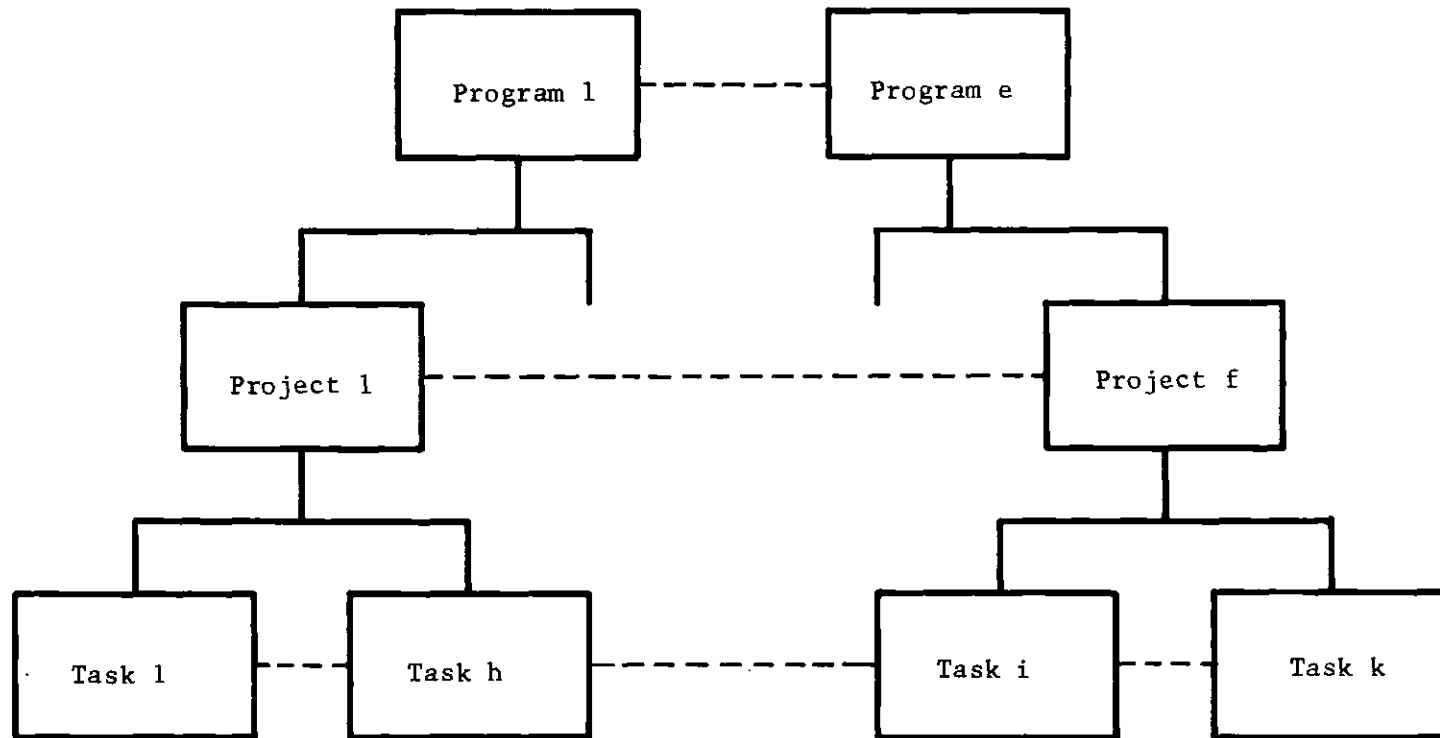 Program 1
Program e
Project 1
Project f
Task 1
Task h
Task i
Task k